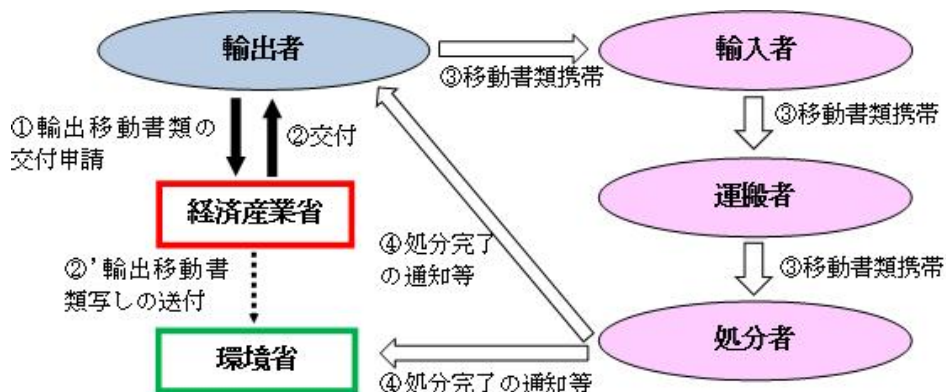 輸出者
輸入者
③移動書類携帯
③移動書類携帯
①輸出移動書類の
交付申請
②交付
経済産業省
運搬者
④処分完了
の通知等
③移動書類携帯
②’輸出移動書
類写しの送付
処分者
環境省
④処分完了の通知等